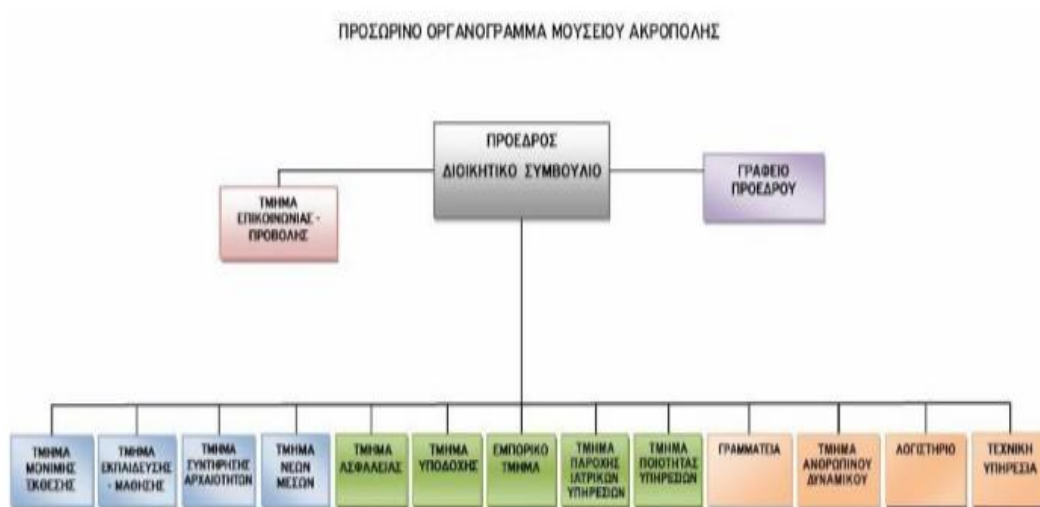 ΠΡΟΣΩΡΙΝΟ ΟΡΓΑΝΟΓΡΑΜΜΑ ΜΟΥΣΕΙΟΥ ΑΚΡΟΠΟΛΗΣ
ΠΡΟΕΔΡΟΣ
ΔΙΟΙΚΗΤΙΚΟ ΣΥΜΒΟΥΛΙΟ
ΓΡΑΦΕΙΟ
ΠΡΟΕΔΡΟΥ
ΤΜΗΜΑ
ΕΠΙΚΟΙΝΩΝΙΑΣ -
ΠΡΟΒΟΛΗΣ
ΤΜΗΜΑ
ΜΟΝΙΜΗΣ
ΕΚΘΕΣΗΣ
ΤΜΗΜΑ
ΕΚΠΑΙΔΕΥΣΗΣ
- ΜΑΘΗΣΗΣ
ΤΜΗΜΑ
ΣΥΝΤΗΡΗΣΗΣ
ΑΡΧΑΙΟΤΗΤΩΝ
ΤΜΗΜΑ
ΝΕΩΝ
ΜΕΣΩΝ
ΤΜΗΜΑ
ΑΣΦΑΛΕΙΑΣ
ΤΜΗΜΑ
ΥΠΟΔΟΧΗΣ
ΕΜΠΟΡΙΚΟ
ΤΜΗΜΑ
ΤΜΗΜΑ
ΠΑΡΟΧΗΣ
ΙΑΤΡΙΚΩΝ
ΥΠΗΡΕΣΙΩΝ
ΤΜΗΜΑ
ΠΟΙΟΤΗΤΑΣ
ΥΠΗΡΕΣΙΩΝ
ΓΡΑΜΜΑΤΕΙΑ
ΤΜΗΜΑ
ΑΝΘΡΩΠΙΝΟΥ
ΔΥΝΑΜΙΚΟΥ
ΛΟΓΙΣΤΗΡΙΟ
ΤΕΧΝΙΚΗ
ΥΠΗΡΕΣΙΑ